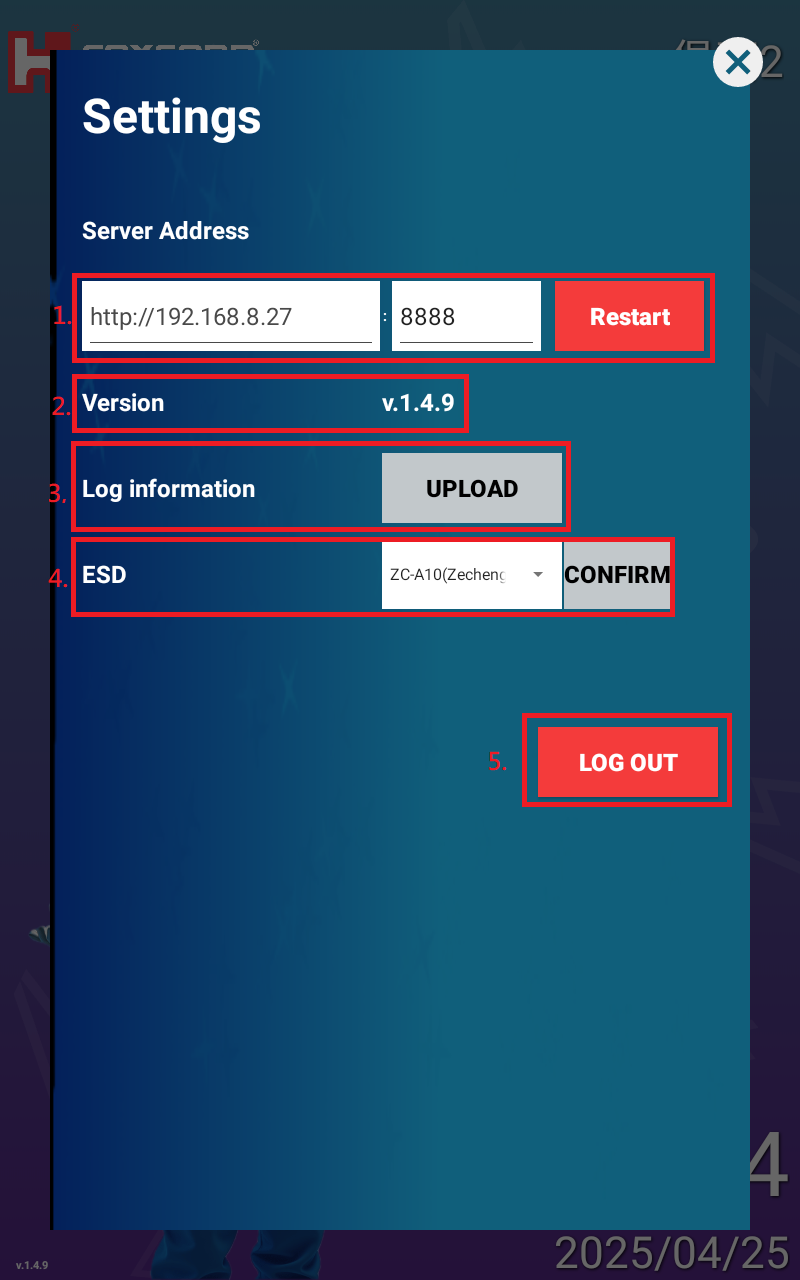 Settings
Server Address
1. http://192.168.8.27 : 8888 Restart
2. Version v.1.4.9
3. Log information UPLOAD
4. ESD ZC-A10(Zecheng CONFIRM
5. LOG OUT
4
2025/04/25
v.1.4.9